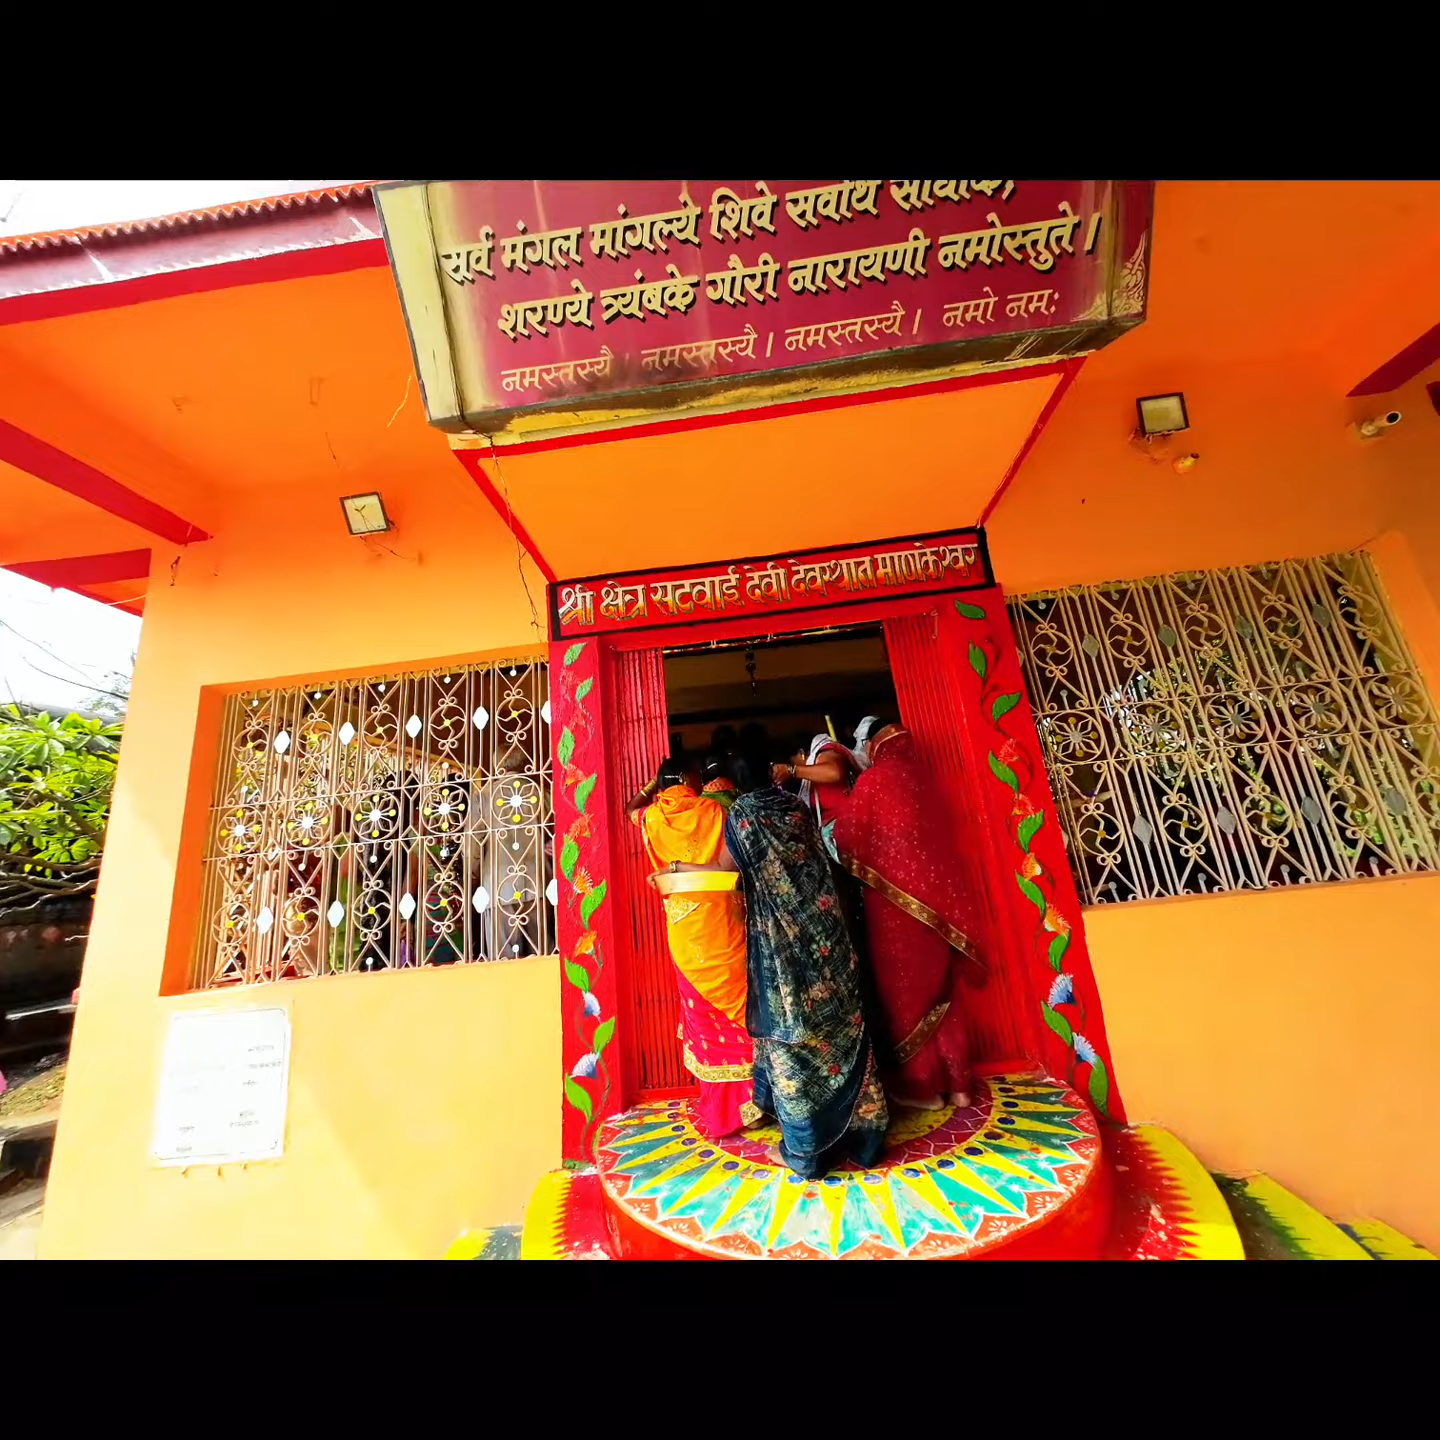 सर्व मंगल मांगल्ये शिवे सर्वार्थ
शरण्ये त्र्यंबके गौरी नारायणी नमोस्तुते।
नमस्तस्यै । नमस्तस्यै । नमस्तस्यै । नमो नमः
श्री क्षेत्र सटवाई देवी देवस्थान माणकेश्वर